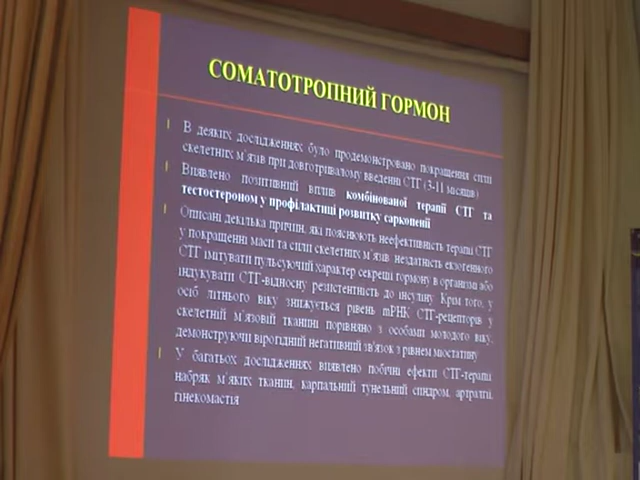 СОМАТОТРОПНИЙ ГОРМОН
В деяких дослідженнях було продемонстровано покращення сили
скелетних м'язів при довготривалому введенні СТГ (3-11 місяців)
Виявлено позитивний вплив комбінованої терапії СТГ та
тестостероном у профілактиці розвитку саркопенії
Описані декілька причин, які пояснюють неефективність терапії СТГ
у покращенні маси та сили скелетних м'язів: нездатність екзогенного
СТГ імітувати пульсуючий характер секреції гормону в організмі або
індукувати СТГ-відносну резистентність до інсуліну. Крім того, у
осіб літнього віку знижується рівень mРНК СТГ-рецепторів у
скелетній м'язовій тканині порівняно з особами молодого віку,
демонструючи вірогідний негативний зв'язок з рівнем міостатину
У багатьох дослідженнях виявлено побічні ефекти СТГ-терапії:
набряк м'яких тканин, карпальний тунельний синдром, артралгії,
гінекомастія